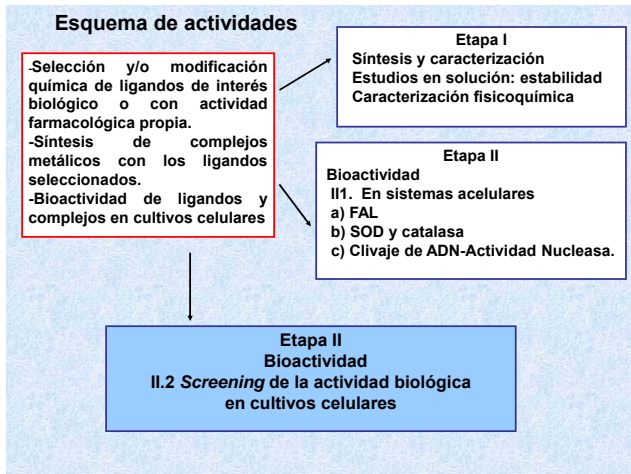 Esquema de actividades
-Selección y/o modificación
química de ligandos de interés
biológico o con actividad
farmacológica propia.
-Síntesis de complejos
metálicos con los ligandos
seleccionados.
-Bioactividad de ligandos y
complejos en cultivos celulares
Etapa I
Síntesis y caracterización
Estudios en solución: estabilidad
Caracterización fisicoquímica
Etapa II
Bioactividad
II1. En sistemas acelulares
a) FAL
b) SOD y catalasa
c) Clivaje de ADN-Actividad Nucleasa.
Etapa II
Bioactividad
II.2 Screening de la actividad biológica
en cultivos celulares